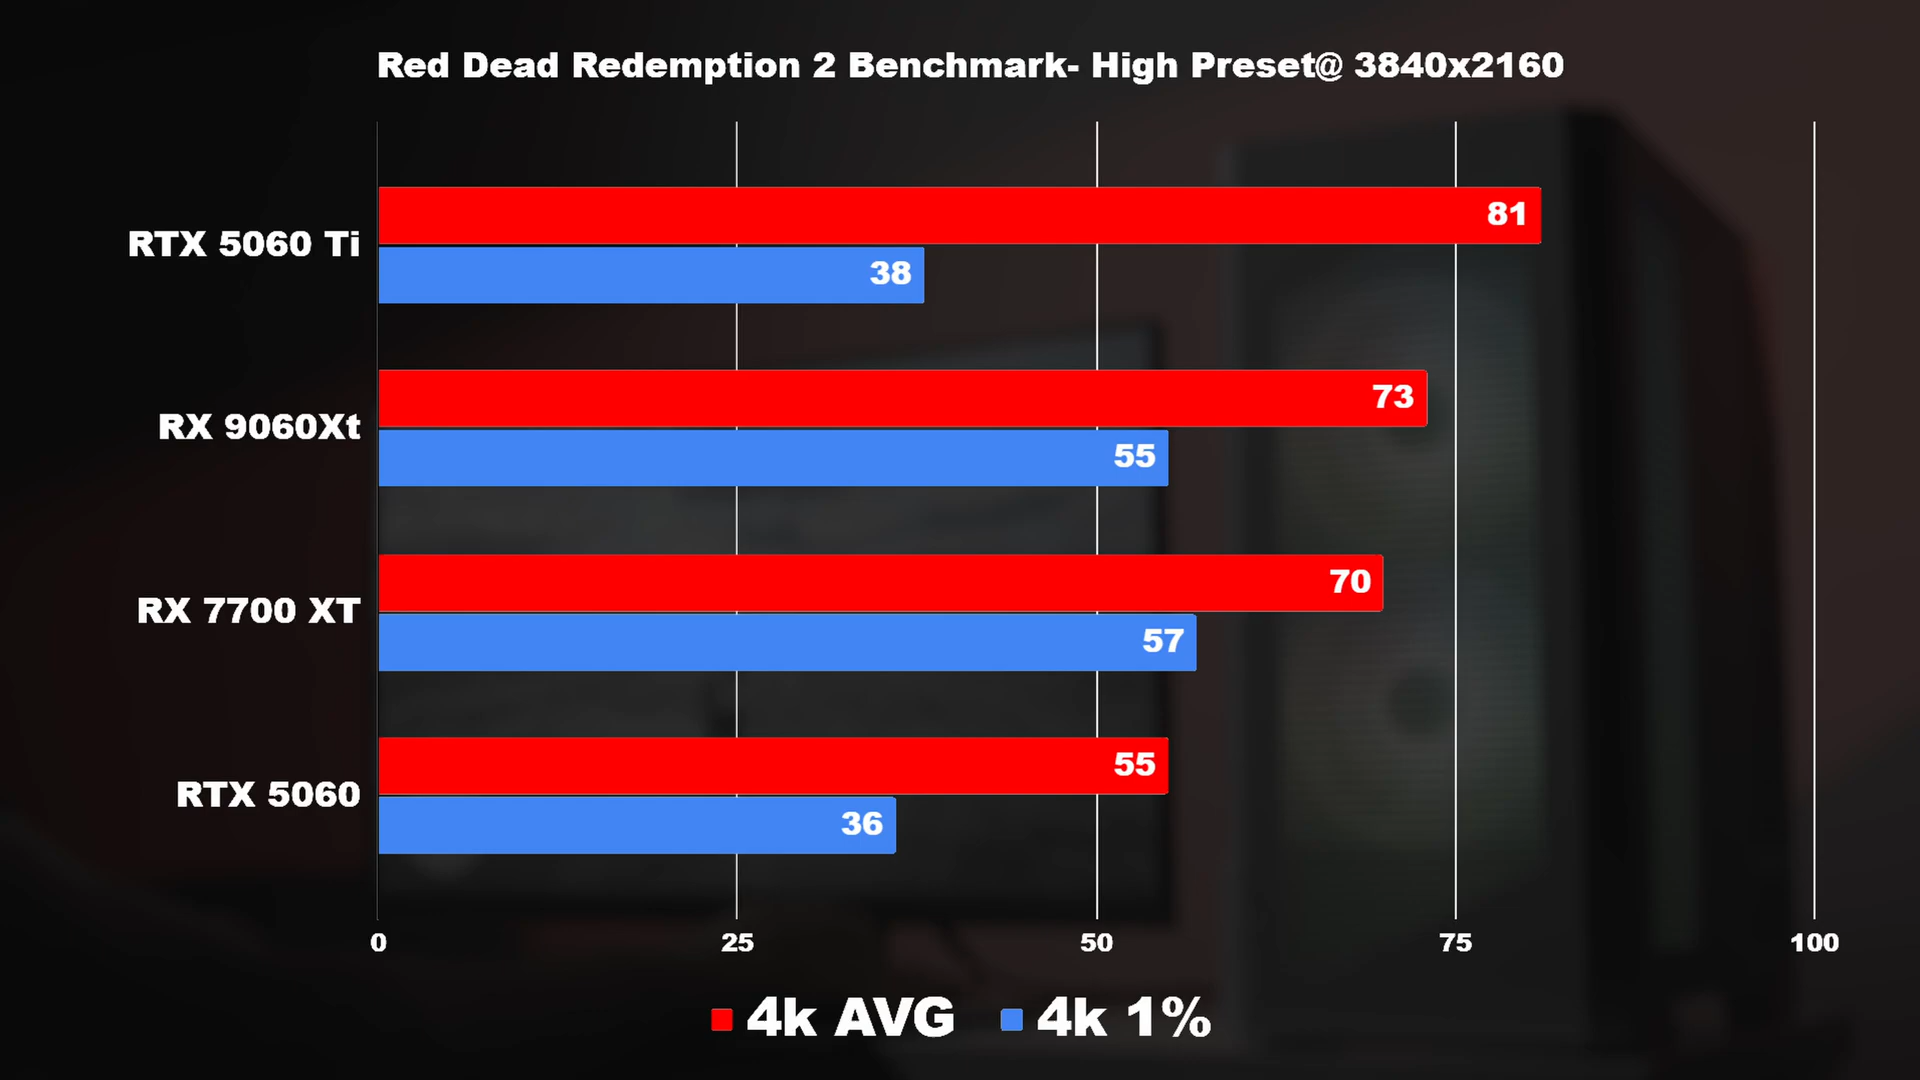 Red Dead Redemption 2 Benchmark- High Preset@ 3840x2160
RTX 5060 Ti
81
38
RX 9060Xt
73
55
RX 7700 XT
70
57
RTX 5060
55
36
0 25 50 75 100
4k AVG 4k 1%